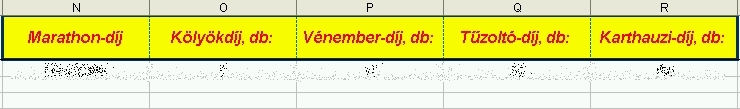 N O P Q R
Marathon-díj Kölyökdíj, db: Vénember-díj, db: Tűzoltó-díj, db: Karthauzi-díj, db: